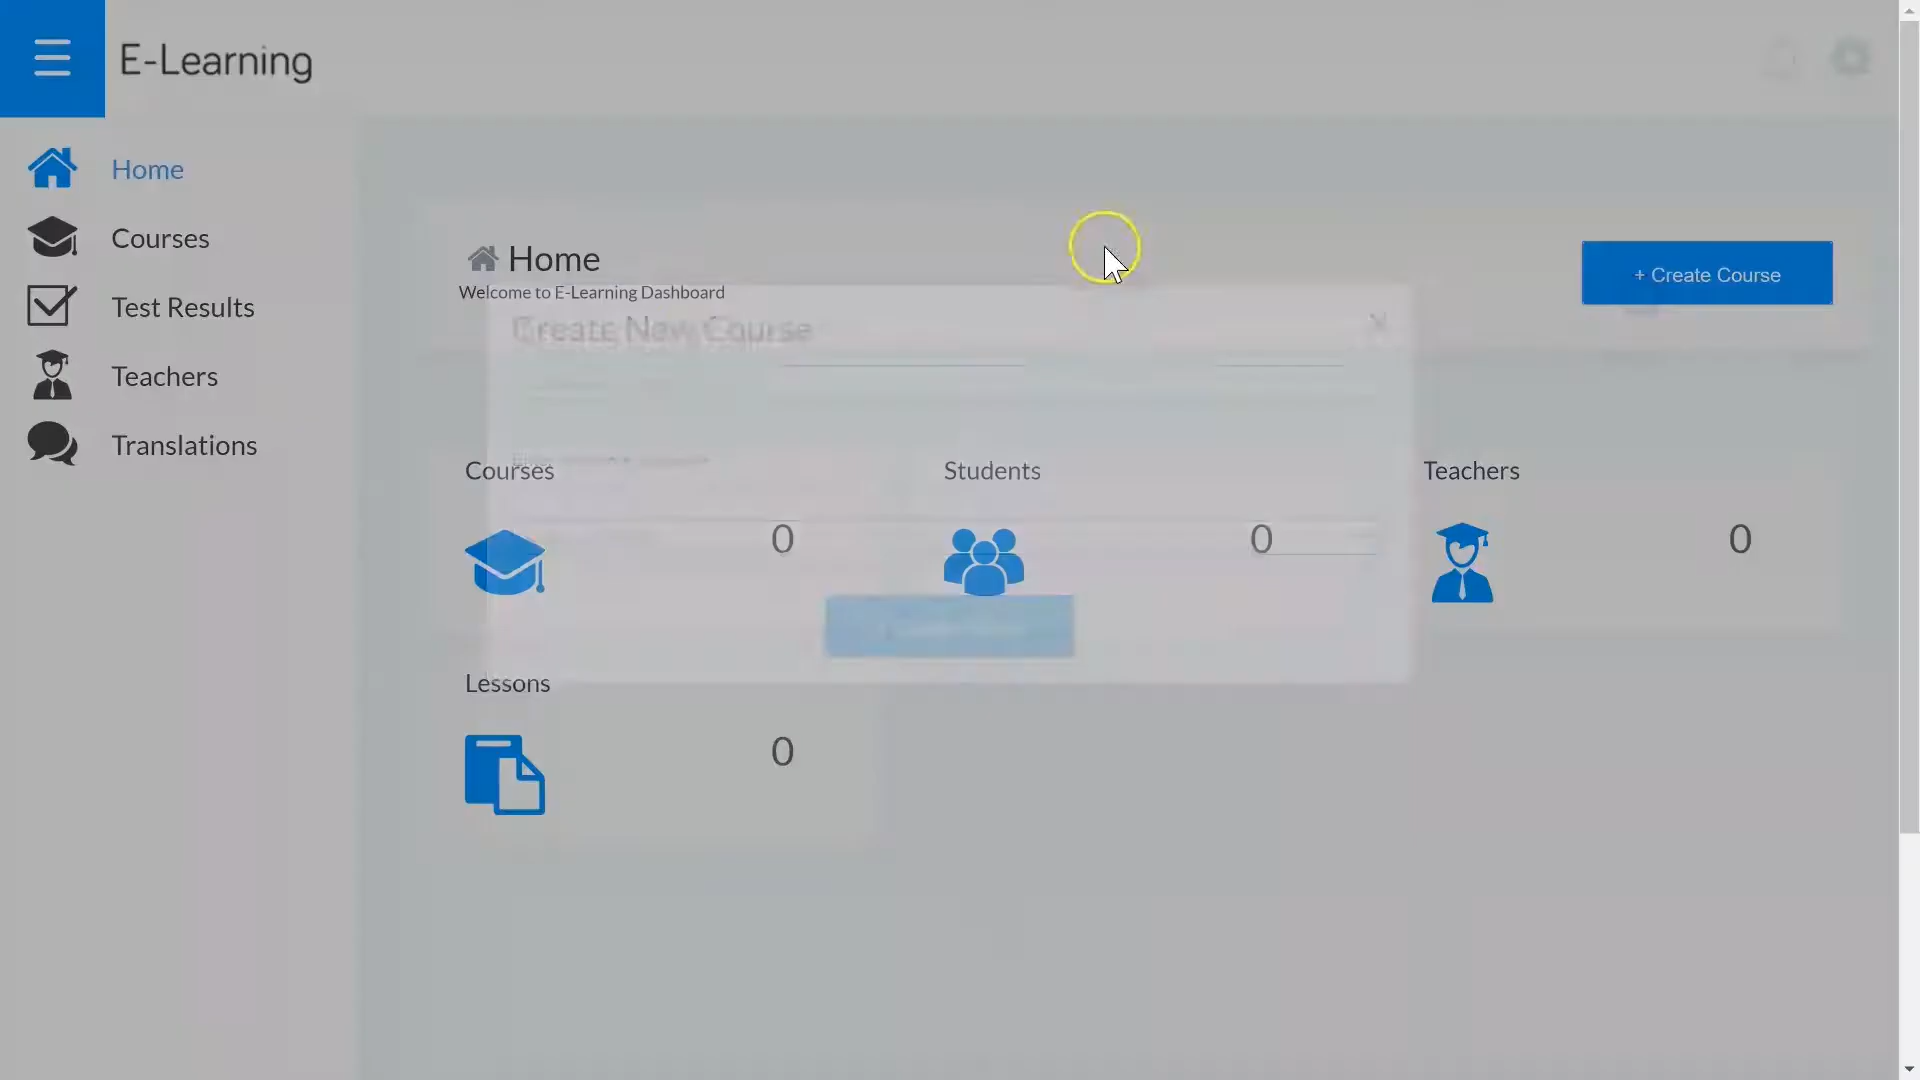 E-Learning
Home
Courses
Test Results
Teachers
Translations
Home
Welcome to E-Learning Dashboard
+ Create Course
Create New Course
Courses
0
Students
0
Teachers
0
Lessons
0